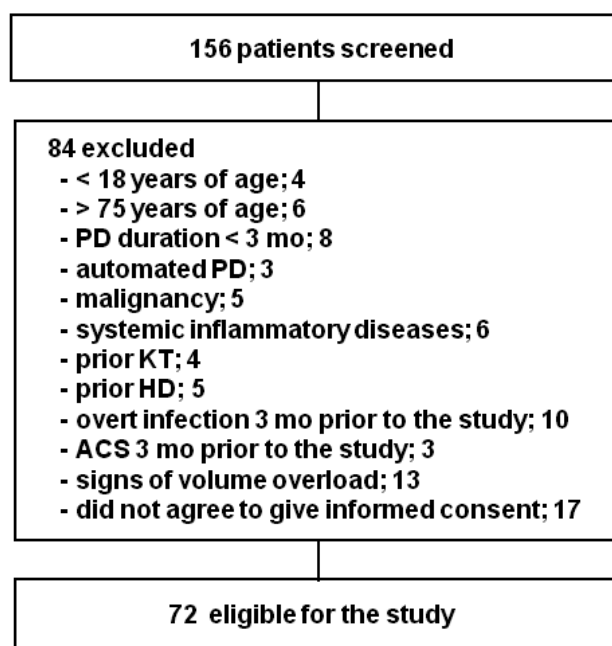 156 patients screened
84 excluded
- < 18 years of age; 4
- > 75 years of age; 6
- PD duration < 3 mo; 8
- automated PD; 3
- malignancy; 5
- systemic inflammatory diseases; 6
- prior KT; 4
- prior HD; 5
- overt infection 3 mo prior to the study; 10
- ACS 3 mo prior to the study; 3
- signs of volume overload; 13
- did not agree to give informed consent; 17
72 eligible for the study